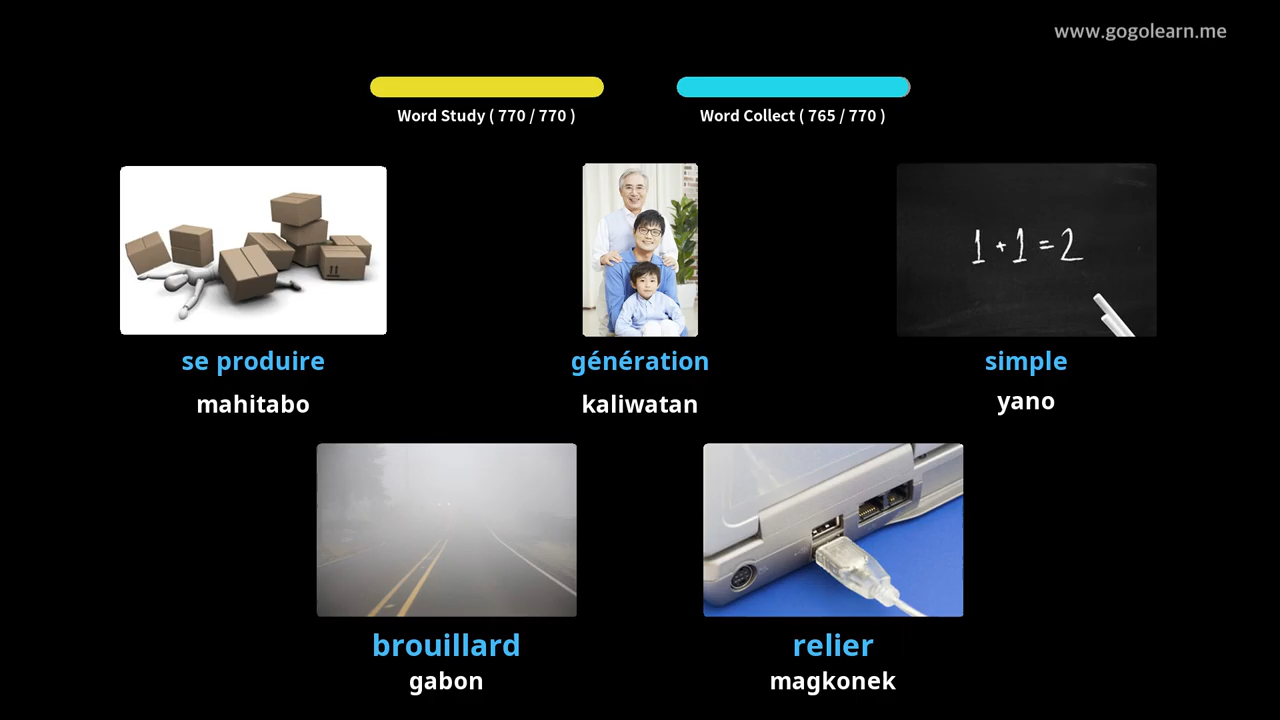 www.gogolearn.me
Word Study ( 770 / 770 )
Word Collect ( 765 / 770 )
1 + 1 = 2
se produire
mahitabo
génération
kaliwatan
simple
yano
brouillard
gabon
relier
magkonek